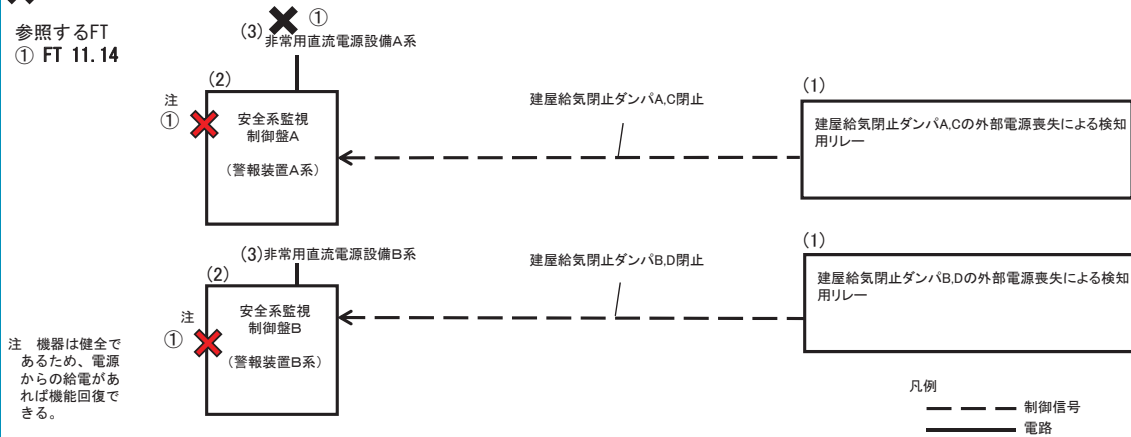 参照するFT
① FT 11.14
(3)
①
非常用直流電源設備A系
(2)
注
①
安全系監視
制御盤A
(警報装置A系)
建屋給気閉止ダンパA,C閉止
(1)
建屋給気閉止ダンパA,Cの外部電源喪失による検知
用リレー
(3)非常用直流電源設備B系
(2)
注
①
安全系監視
制御盤B
(警報装置B系)
建屋給気閉止ダンパB,D閉止
(1)
建屋給気閉止ダンパB,Dの外部電源喪失による検知
用リレー
注 機器は健全で
あるため、電源
からの給電があ
れば機能回復で
きる。
凡例
制御信号
電路